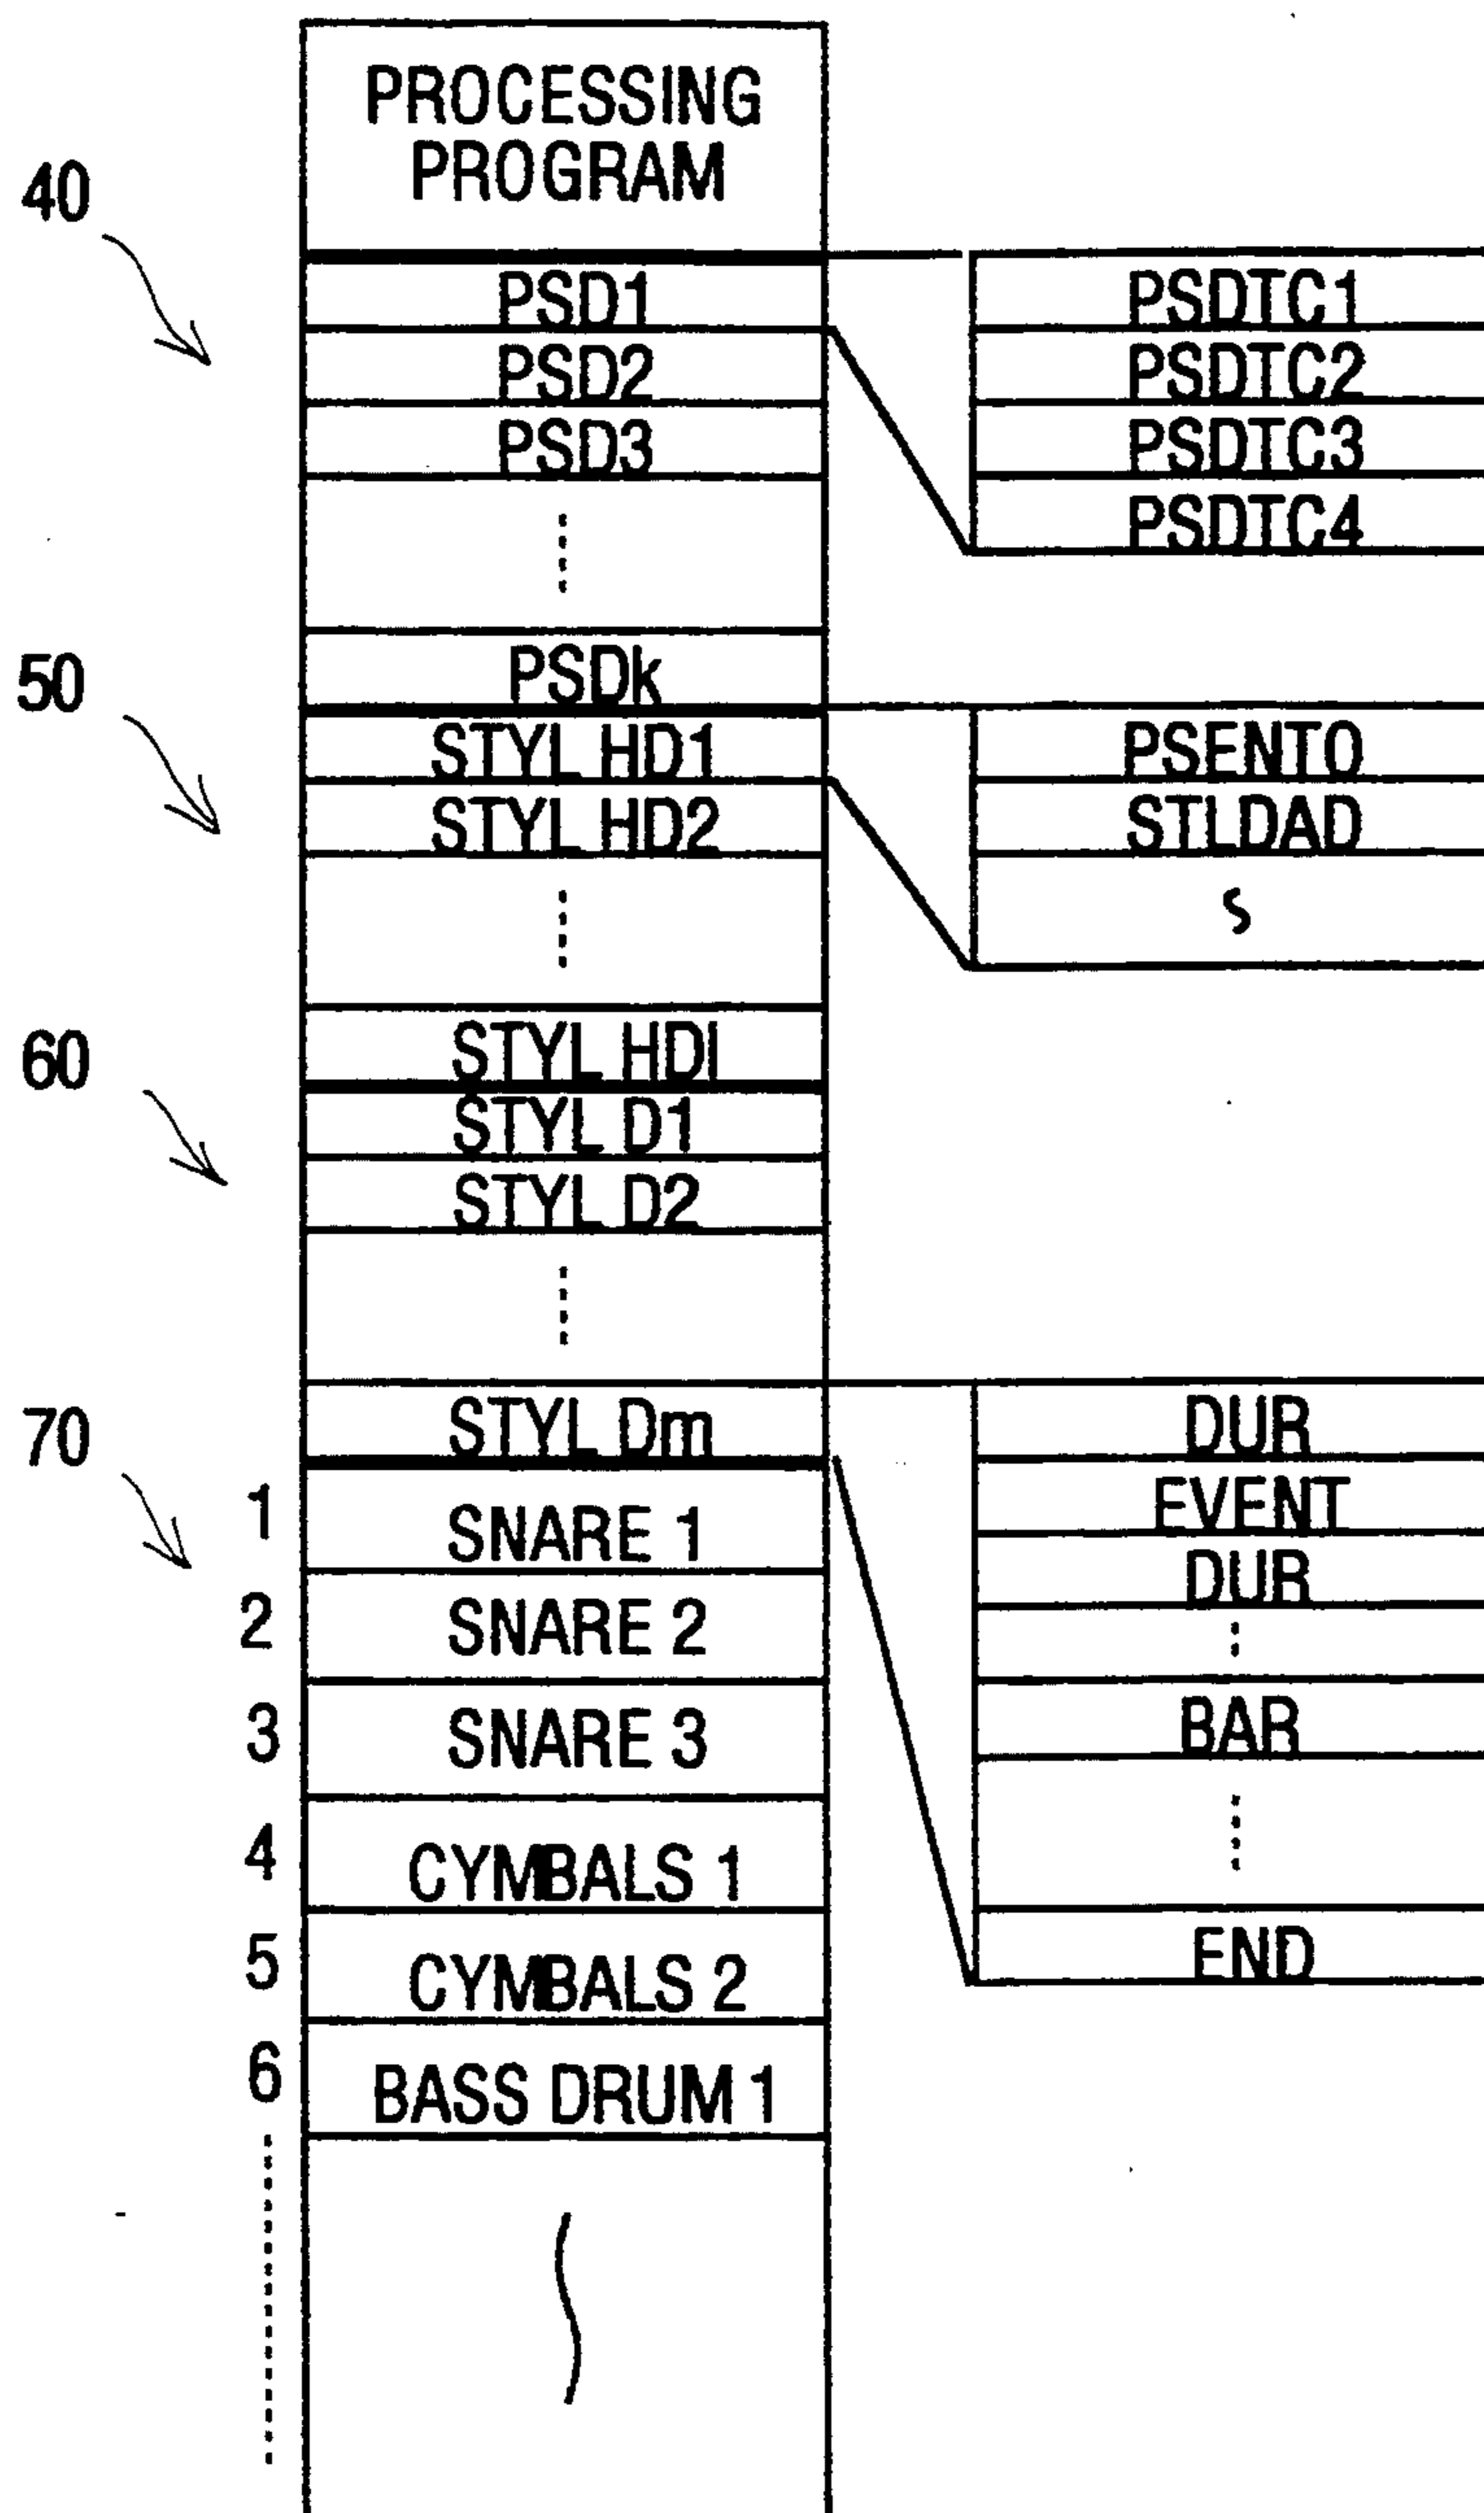 PROCESSING
PROGRAM
40
PSD1
PSD2
PSD3
PSDTC1
PSDTC2
PSDTC3
PSDTC4
50
PSDk
STYL HD1
STYL HD2
PSENTO
STLDAD
60
STYL HDl
STYL D1
STYL D2
70
STYL Dm
DUR
EVENT
DUR
BAR
END
1 SNARE 1
2 SNARE 2
3 SNARE 3
4 CYMBALS 1
5 CYMBALS 2
6 BASS DRUM 1